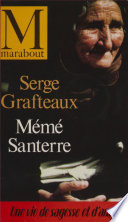 M
marabout
Serge
Grafteaux
Mémé
Santerre
Une vie de sagesse et d'